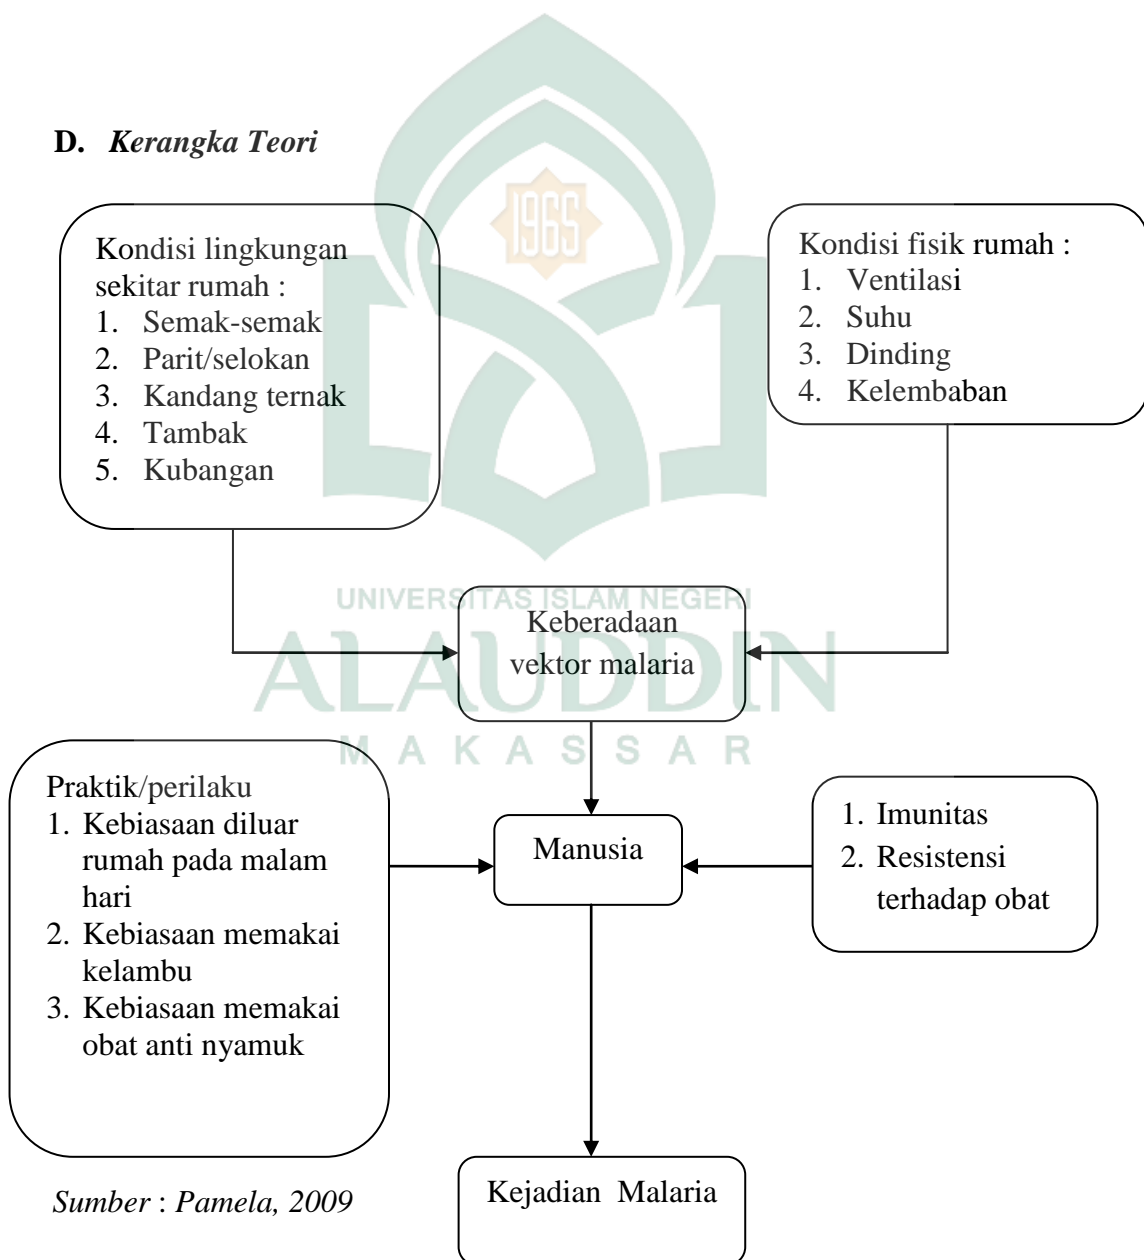 D. Kerangka Teori
1965
Kondisi lingkungan
sekitar rumah :
1. Semak-semak
2. Parit/selokan
3. Kandang ternak
4. Tambak
5. Kubangan
Kondisi fisik rumah :
1. Ventilasi
2. Suhu
3. Dinding
4. Kelembaban
UNIVERSITAS ISLAM NEGERI
ALAUDDIN
MAKASSAR
Keberadaan
vektor malaria
Praktik/perilaku
1. Kebiasaan diluar
rumah pada malam
hari
2. Kebiasaan memakai
kelambu
3. Kebiasaan memakai
obat anti nyamuk
Manusia
1. Imunitas
2. Resistensi
terhadap obat
Kejadian Malaria
Sumber : Pamela, 2009